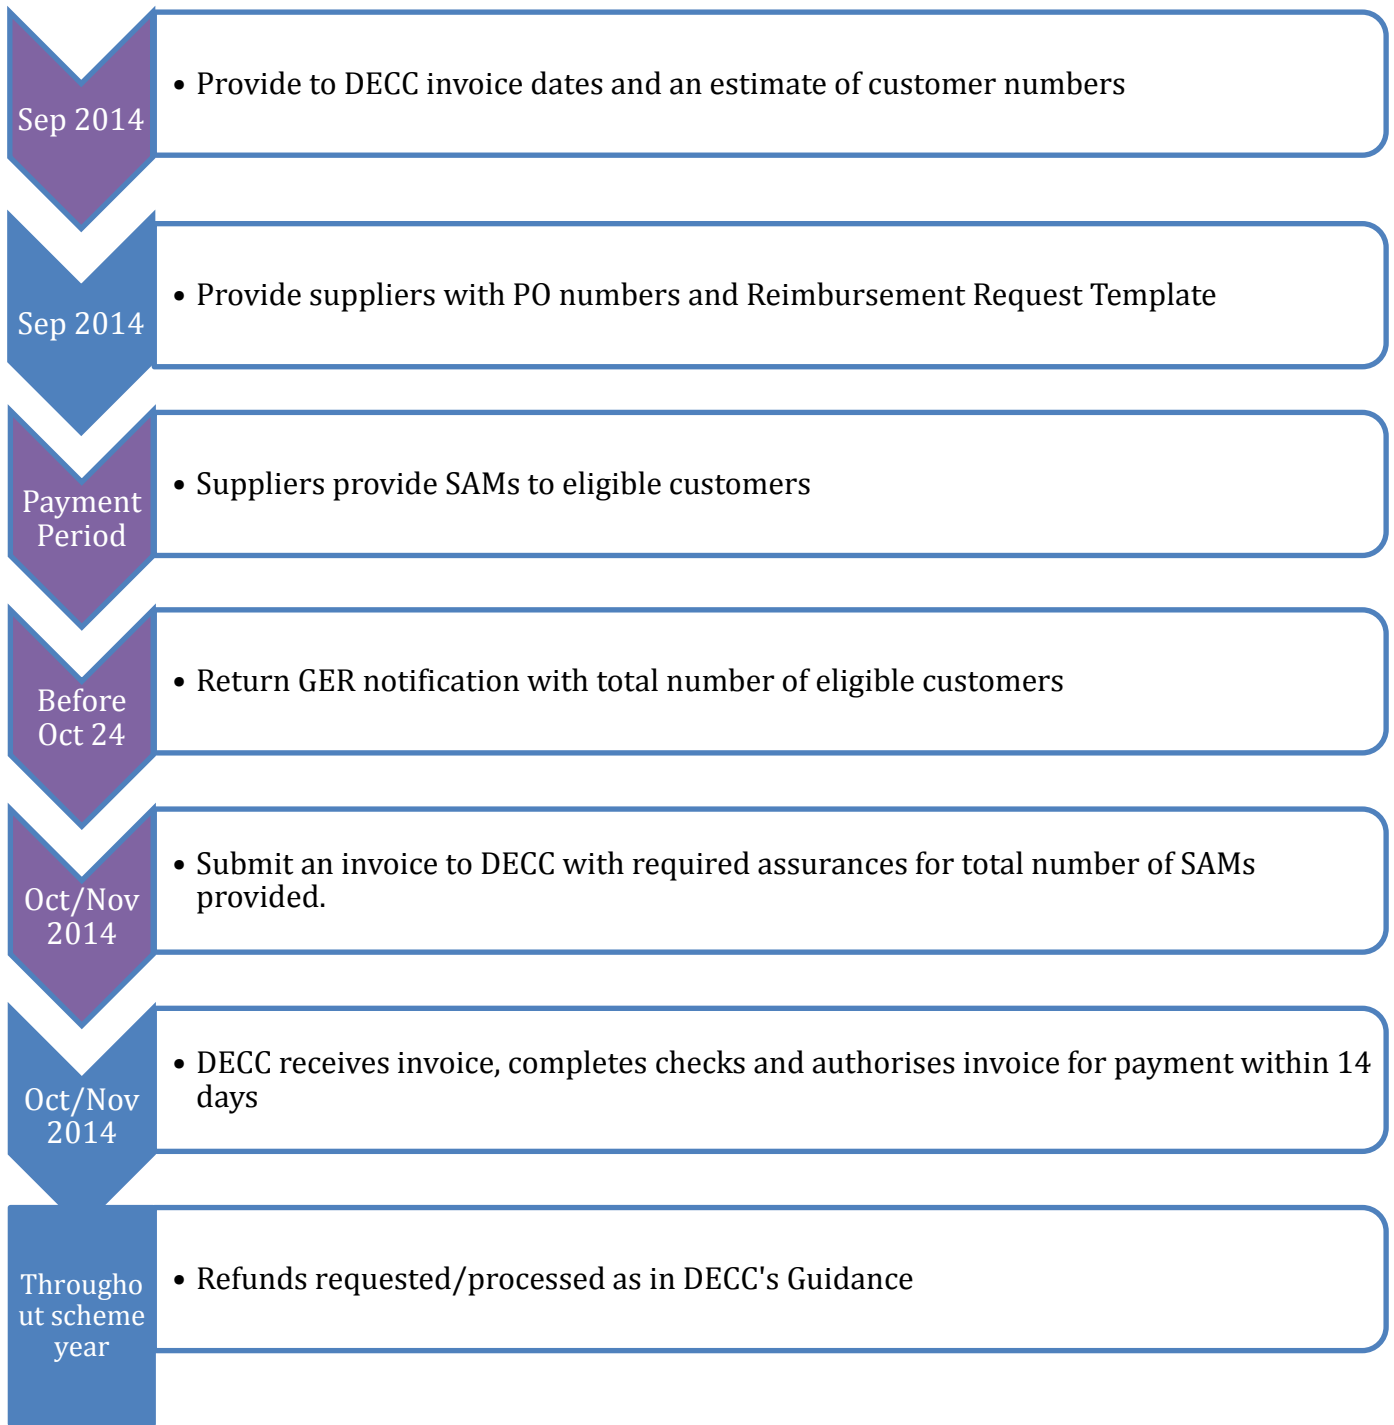 Sep 2014
• Provide to DECC invoice dates and an estimate of customer numbers
Sep 2014
• Provide suppliers with PO numbers and Reimbursement Request Template
Payment
Period
• Suppliers provide SAMs to eligible customers
Before
Oct 24
• Return GER notification with total number of eligible customers
Oct/Nov
2014
• Submit an invoice to DECC with required assurances for total number of SAMs
provided.
Oct/Nov
2014
• DECC receives invoice, completes checks and authorises invoice for payment within 14
days
Througho
ut scheme
year
• Refunds requested/processed as in DECC's Guidance